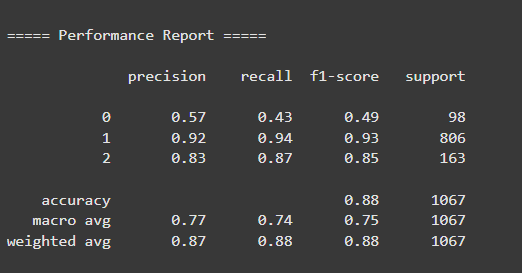 ===== Performance Report =====
precision recall f1-score support
0 0.57 0.43 0.49 98
1 0.92 0.94 0.93 806
2 0.83 0.87 0.85 163
accuracy 0.88 1067
macro avg 0.77 0.74 0.75 1067
weighted avg 0.87 0.88 0.88 1067